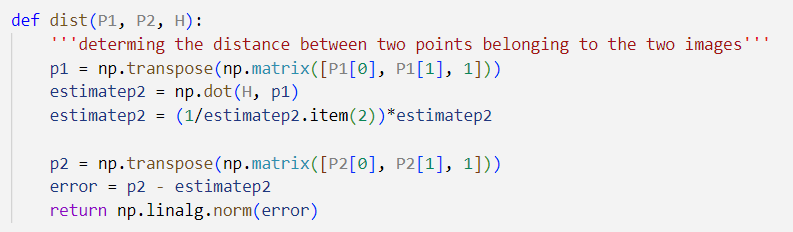 def dist(P1, P2, H):
    '''determing the distance between two points belonging to the two images'''
    p1 = np.transpose(np.matrix([P1[0], P1[1], 1]))
    estimatep2 = np.dot(H, p1)
    estimatep2 = (1/estimatep2.item(2))*estimatep2

    p2 = np.transpose(np.matrix([P2[0], P2[1], 1]))
    error = p2 - estimatep2
    return np.linalg.norm(error)